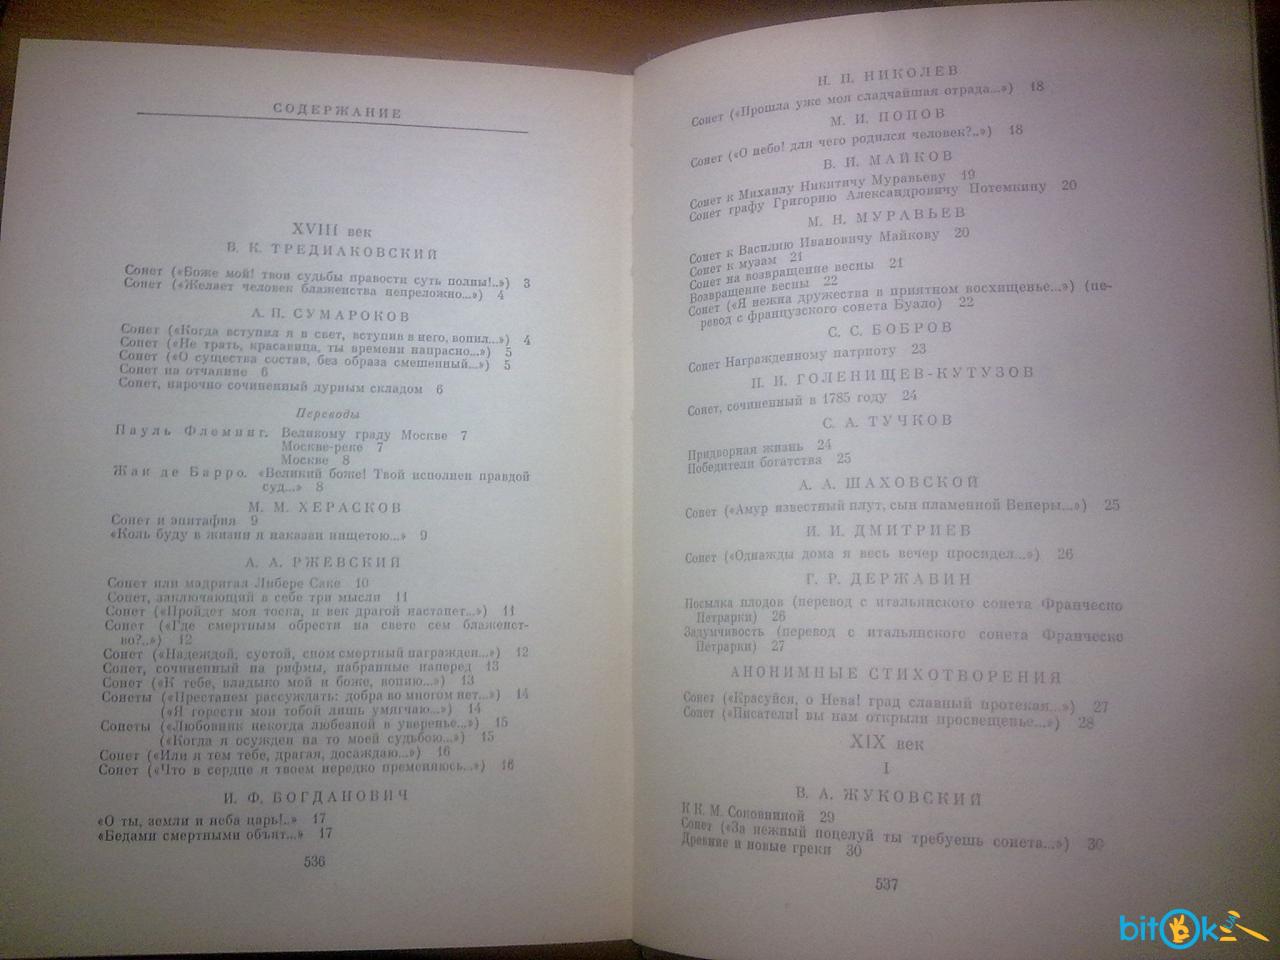 СОДЕРЖАНИЕ
XVIII век
В. К. ТРЕДИАКОВСКИЙ
Сонет («Боже мой! твои судьбы правости суть полны!..») 3
Сонет («Желает человек блаженства непреложно...») 4
А. П. СУМАРОКОВ
Сонет («Когда вступил я в свет, вступив в него, вопил...») 4
Сонет («Не трать, красавица, ты времени напрасно...») 5
Сонет («О существа состав, без образа смешенный...») 5
Сонет на отчаяние 6
Сонет, нарочно сочиненный дурным складом 6
Переводы
Пауль Флеминг. Великому граду Москве 7
Москве-реке 7
Москве 8
Жак де Барро. «Великий боже! Твой исполнен правдой
суд...» 8
М. М. ХЕРАСКОВ
Сонет и эпитафия 9
«Коль буду в жизни я наказан нищетою...» 9
А. А. РЖЕВСКИЙ
Сонет или мадригал Либере Саке 10
Сонет, заключающий в себе три мысли 11
Сонет («Пройдет моя тоска, и век драгой настанет...») 11
Сонет («Где смертным обрести на свете сем блаженст-
во?..») 12
Сонет («Надеждой, суетой, сном смертный награжден...») 12
Сонет, сочиненный на рифмы, набранные наперед 13
Сонет («К тебе, владыко мой и боже, вопию...») 13
Сонеты («Престанем рассуждать: добра во многом нет...») 14
(«Я горести мои тобой лишь умягчаю...») 14
Сонеты («Любовник некогда любезной в уверенье...») 15
(«Когда я осужден на то моей судьбою...») 15
Сонет («Или я тем тебе, драгая, досаждаю...») 16
Сонет («Что в сердце я твоем нередко пременяюсь...») 16
И. Ф. БОГДАНОВИЧ
«О ты, земли и неба царь!..» 17
«Бедами смертными объят...» 17
536
Н. П. НИКОЛЕВ
Сонет («Прошла уже моя сладчайшая отрада...») 18
М. И. ПОПОВ
Сонет («О небо! для чего родился человек?..») 18
В. И. МАЙКОВ
Сонет к Михаилу Никитичу Муравьеву 19
Сонет графу Григорию Александровичу Потемкину 20
М. Н. МУРАВЬЕВ
Сонет к Василию Ивановичу Майкову 20
Сонет к музам 21
Сонет на возвращение весны 21
Возвращение весны 22
Сонет («Я нежна дружества в приятном восхищенье...») (пе-
ревод с французского сонета Буало) 22
С. С. БОБРОВ
Сонет Награжденному патриоту 23
П. И. ГОЛЕНИЩЕВ-КУТУЗОВ
Сонет, сочиненный в 1785 году 24
С. А. ТУЧКОВ
Придворная жизнь 24
Победители богатства 25
А. А. ШАХОВСКОЙ
Сонет («Амур известный плут, сын пламенной Венеры...») 25
И. И. ДМИТРИЕВ
Сонет («Однажды дома я весь вечер просидел...») 26
Г. Р. ДЕРЖАВИН
Посылка плодов (перевод с итальянского сонета Франческо
Петрарки) 26
Задумчивость (перевод с итальянского сонета Франческо
Петрарки) 27
АНОНИМНЫЕ СТИХОТВОРЕНИЯ
Сонет («Красуйся, о Нева! град славный протекая...») 27
Сонет («Писатели! вы нам открыли просвещенье...») 28
XIX век
I
В. А. ЖУКОВСКИЙ
К К. М. Соковниной 29
Сонет («За нежный поцелуй ты требуешь сонета...») 30
Древние и новые греки 30
537
bitOk